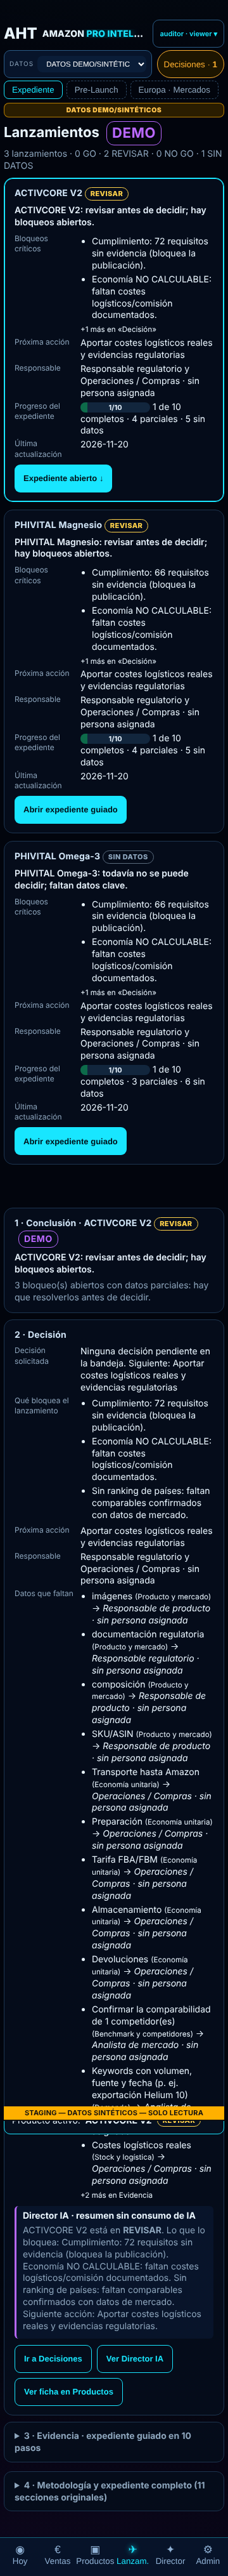 AHT AMAZON PRO INTEL... auditor · viewer ▾
DATOS DATOS DEMO/SINTÉTIC Decisiones · 1
Expediente Pre-Launch Europa · Mercados
DATOS DEMO/SINTÉTICOS
Lanzamientos DEMO
3 lanzamientos · 0 GO · 2 REVISAR · 0 NO GO · 1 SIN
DATOS
ACTIVCORE V2 REVISAR
ACTIVCORE V2: revisar antes de decidir; hay
bloqueos abiertos.
Bloqueos
críticos
• Cumplimiento: 72 requisitos
sin evidencia (bloquea la
publicación).
• Economía NO CALCULABLE:
faltan costes
logísticos/comisión
documentados.
+1 más en «Decisión»
Próxima acción Aportar costes logísticos reales
y evidencias regulatorias
Responsable Responsable regulatorio y
Operaciones / Compras · sin
persona asignada
Progreso del
expediente
1/10 1 de 10
completos · 4 parciales · 5 sin
datos
Última
actualización
2026-11-20
Expediente abierto ↓
PHIVITAL Magnesio REVISAR
PHIVITAL Magnesio: revisar antes de decidir;
hay bloqueos abiertos.
Bloqueos
críticos
• Cumplimiento: 66 requisitos
sin evidencia (bloquea la
publicación).
• Economía NO CALCULABLE:
faltan costes
logísticos/comisión
documentados.
+1 más en «Decisión»
Próxima acción Aportar costes logísticos reales
y evidencias regulatorias
Responsable Responsable regulatorio y
Operaciones / Compras · sin
persona asignada
Progreso del
expediente
1/10 1 de 10
completos · 4 parciales · 5 sin
datos
Última
actualización
2026-11-20
Abrir expediente guiado
PHIVITAL Omega-3 SIN DATOS
PHIVITAL Omega-3: todavía no se puede
decidir; faltan datos clave.
Bloqueos
críticos
• Cumplimiento: 66 requisitos
sin evidencia (bloquea la
publicación).
• Economía NO CALCULABLE:
faltan costes
logísticos/comisión
documentados.
+1 más en «Decisión»
Próxima acción Aportar costes logísticos reales
y evidencias regulatorias
Responsable Responsable regulatorio y
Operaciones / Compras · sin
persona asignada
Progreso del
expediente
1/10 1 de 10
completos · 3 parciales · 6 sin
datos
Última
actualización
2026-11-20
Abrir expediente guiado
1 · Conclusión · ACTIVCORE V2 REVISAR
DEMO
ACTIVCORE V2: revisar antes de decidir; hay
bloqueos abiertos.
3 bloqueo(s) abiertos con datos parciales: hay
que resolverlos antes de decidir.
2 · Decisión
Decisión
solicitada
Ninguna decisión pendiente en
la bandeja. Siguiente: Aportar
costes logísticos reales y
evidencias regulatorias
Qué bloquea el
lanzamiento
• Cumplimiento: 72 requisitos
sin evidencia (bloquea la
publicación).
• Economía NO CALCULABLE:
faltan costes
logísticos/comisión
documentados.
• Sin ranking de países: faltan
comparables confirmados
con datos de mercado.
Próxima acción Aportar costes logísticos reales
y evidencias regulatorias
Responsable Responsable regulatorio y
Operaciones / Compras · sin
persona asignada
Datos que faltan
• imágenes (Producto y mercado)
→ Responsable de producto
· sin persona asignada
• documentación regulatoria
(Producto y mercado) →
Responsable regulatorio ·
sin persona asignada
• composición (Producto y
mercado) → Responsable de
producto · sin persona
asignada
• SKU/ASIN (Producto y mercado)
→ Responsable de producto
· sin persona asignada
• Transporte hasta Amazon
(Economía unitaria) →
Operaciones / Compras · sin
persona asignada
• Preparación (Economía unitaria)
→ Operaciones / Compras ·
sin persona asignada
• Tarifa FBA/FBM (Economía
unitaria) → Operaciones /
Compras · sin persona
asignada
• Almacenamiento (Economía
unitaria) → Operaciones /
Compras · sin persona
asignada
• Devoluciones (Economía
unitaria) → Operaciones /
Compras · sin persona
asignada
• Confirmar la comparabilidad
de 1 competidor(es)
(Benchmark y competidores) →
Analista de mercado · sin
persona asignada
• Keywords con volumen,
fuente y fecha (p. ej.
exportación Helium 10)
STAGING — DATOS SINTÉTICOS — SOLO LECTURA
Producto activo: ACTIVCORE V2 REVISAR
• Costes logísticos reales
(Stock y logística) →
Operaciones / Compras · sin
persona asignada
+2 más en Evidencia
Director IA · resumen sin consumo de IA
ACTIVCORE V2 está en REVISAR. Lo que lo
bloquea: Cumplimiento: 72 requisitos sin
evidencia (bloquea la publicación).
Economía NO CALCULABLE: faltan costes
logísticos/comisión documentados. Sin
ranking de países: faltan comparables
confirmados con datos de mercado.
Siguiente acción: Aportar costes logísticos
reales y evidencias regulatorias.
Ir a Decisiones Ver Director IA
Ver ficha en Productos
▸ 3 · Evidencia · expediente guiado en 10
pasos
▸ 4 · Metodología y expediente completo (11
secciones originales)
Hoy € Ventas Productos Lanzam. Director Admin